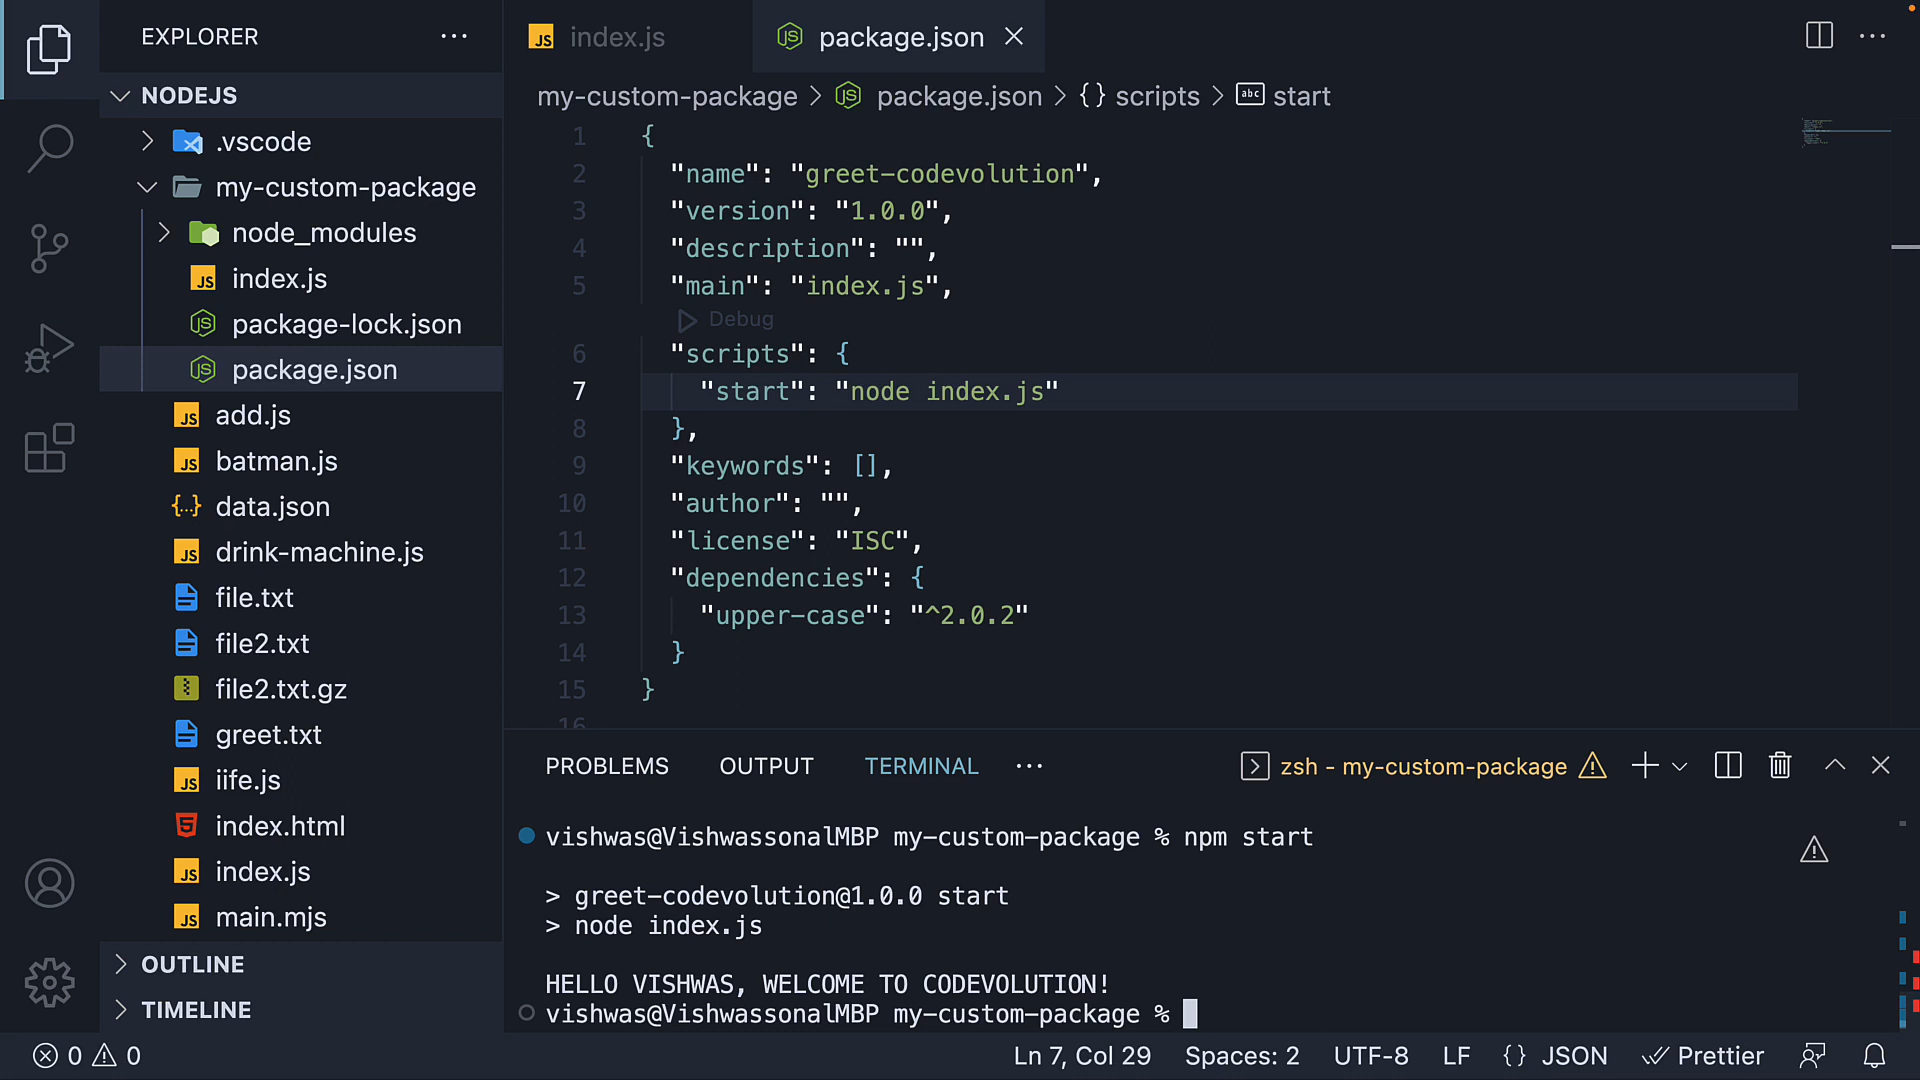 EXPLORER
NODEJS
.vscode
my-custom-package
node_modules
index.js
package-lock.json
package.json
add.js
batman.js
data.json
drink-machine.js
file.txt
file2.txt
file2.txt.gz
greet.txt
iife.js
index.html
index.js
main.mjs
OUTLINE
TIMELINE
index.js
package.json
my-custom-package > package.json > {} scripts > abc start
1 {
2 "name": "greet-codevolution",
3 "version": "1.0.0",
4 "description": "",
5 "main": "index.js",
Debug
6 "scripts": {
7 "start": "node index.js"
8 },
9 "keywords": [],
10 "author": "",
11 "license": "ISC",
12 "dependencies": {
13 "upper-case": "^2.0.2"
14 }
15 }
16
PROBLEMS OUTPUT TERMINAL ··· zsh - my-custom-package
vishwas@VishwassonalMBP my-custom-package % npm start
> greet-codevolution@1.0.0 start
> node index.js
HELLO VISHWAS, WELCOME TO CODEVOLUTION!
vishwas@VishwassonalMBP my-custom-package %
0 0 Ln 7, Col 29 Spaces: 2 UTF-8 LF {} JSON Prettier